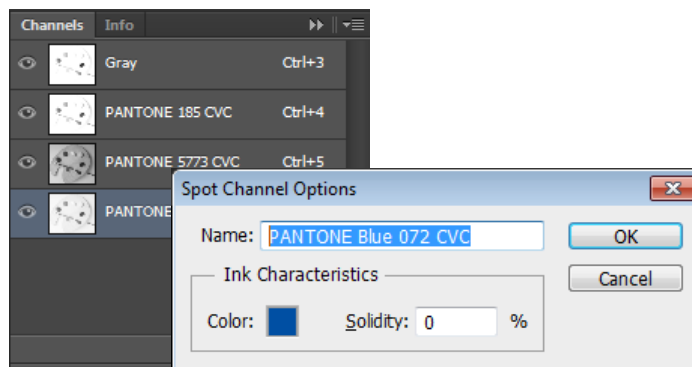 Channels Info
Gray Ctrl+3
PANTONE 185 CVC Ctrl+4
PANTONE 5773 CVC Ctrl+5
PANTONE
Spot Channel Options
Name: PANTONE Blue 072 CVC OK
Ink Characteristics Cancel
Color: Solidity: 0 %